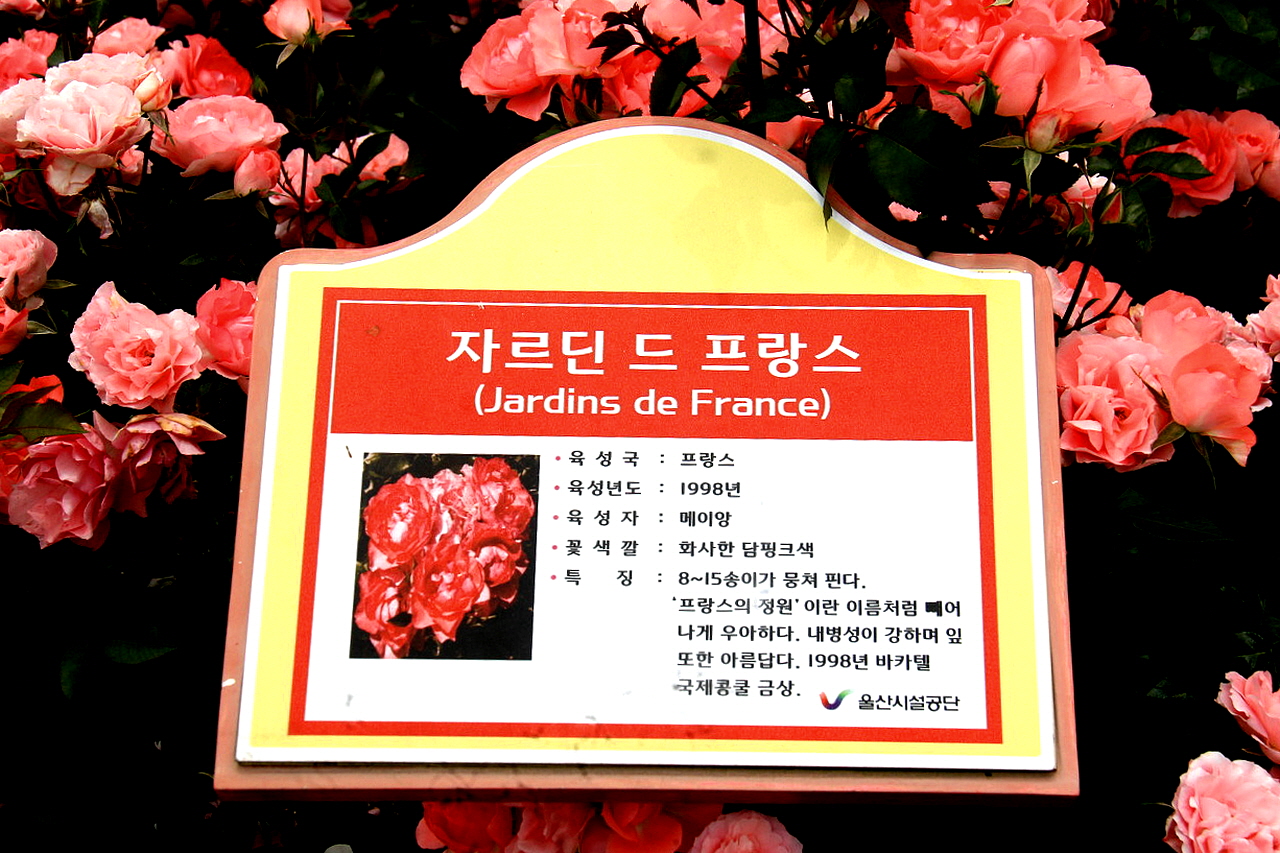 자르딘 드 프랑스
(Jardins de France)
• 육 성 국 : 프랑스
• 육성년도 : 1998년
• 육 성 자 : 메이앙
• 꽃 색 깔 : 화사한 담핑크색
• 특 징 : 8~15송이가 뭉쳐 핀다.
'프랑스의 정원' 이란 이름처럼 빼어
나게 우아하다. 내병성이 강하며 잎
또한 아름답다. 1998년 바카텔
국제콩쿨 금상.
울산시설공단